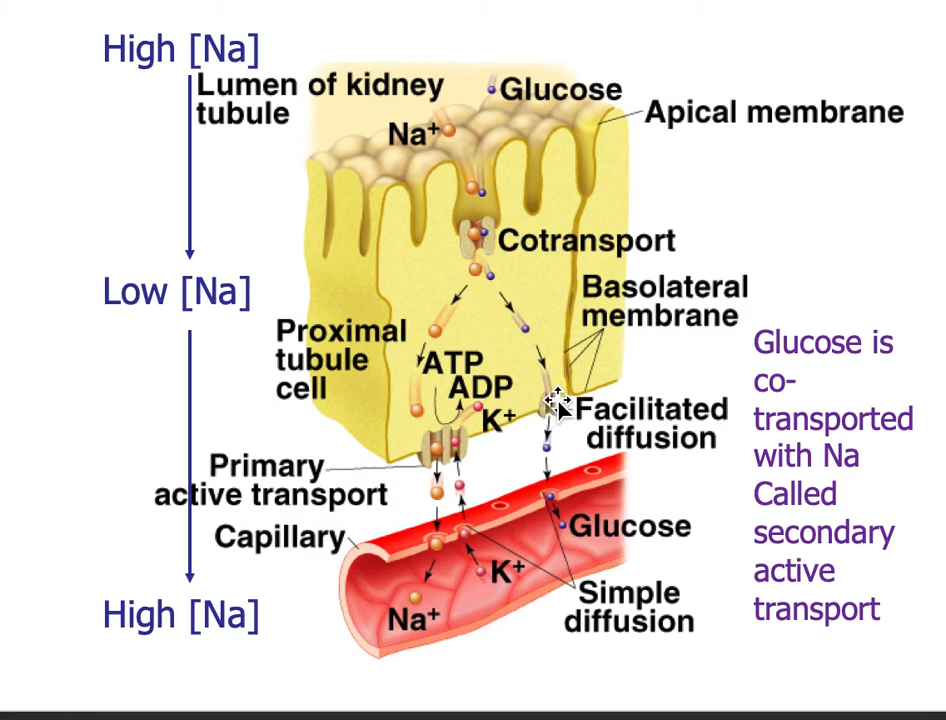 High [Na]
Lumen of kidney
tubule
Glucose
Na+
Apical membrane
Cotransport
Low [Na]
Basolateral
membrane
Proximal
tubule
cell
ATP
ADP
K+
Facilitated
diffusion
Glucose is
co-
transported
with Na
Called
secondary
active
transport
Primary
active transport
Capillary
Glucose
K+
Simple
diffusion
High [Na]
Na+